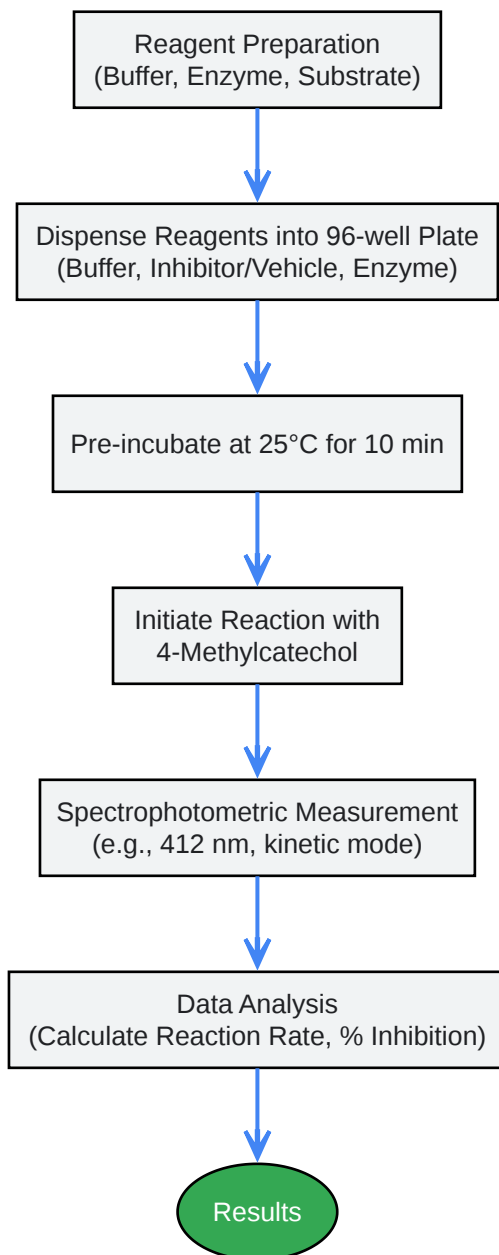 Reagent Preparation
(Buffer, Enzyme, Substrate)
Dispense Reagents into 96-well Plate
(Buffer, Inhibitor/Vehicle, Enzyme)
Pre-incubate at 25°C for 10 min
Initiate Reaction with
4-Methylcatechol
Spectrophotometric Measurement
(e.g., 412 nm, kinetic mode)
Data Analysis
(Calculate Reaction Rate, % Inhibition)
Results